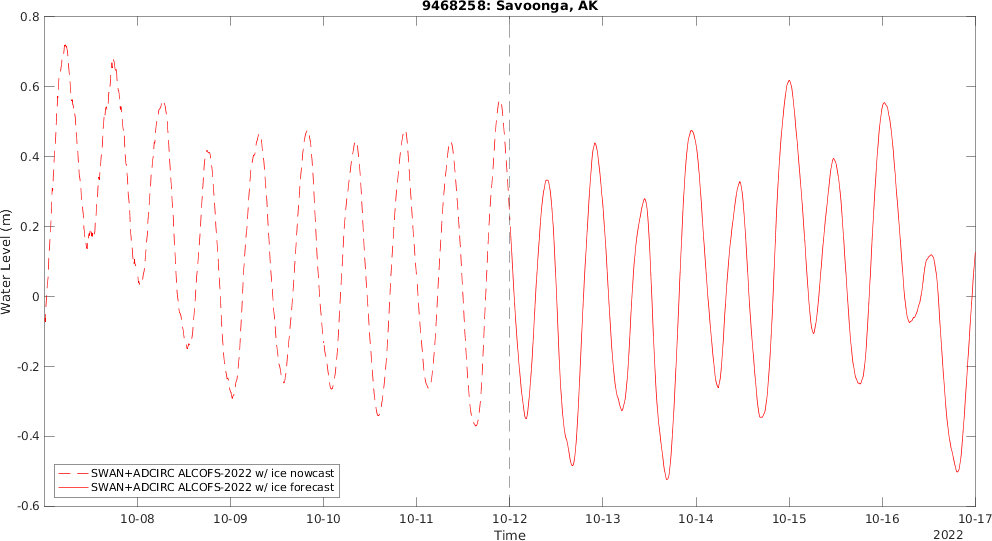 9468258: Savoonga, AK
0.8
0.6
0.4
0.2
0
-0.2
-0.4
-0.6
Water Level (m)
SWAN+ADCIRC ALCOFS-2022 w/ ice nowcast
SWAN+ADCIRC ALCOFS-2022 w/ ice forecast
10-08 10-09 10-10 10-11 10-12 10-13 10-14 10-15 10-16 10-17
Time
2022